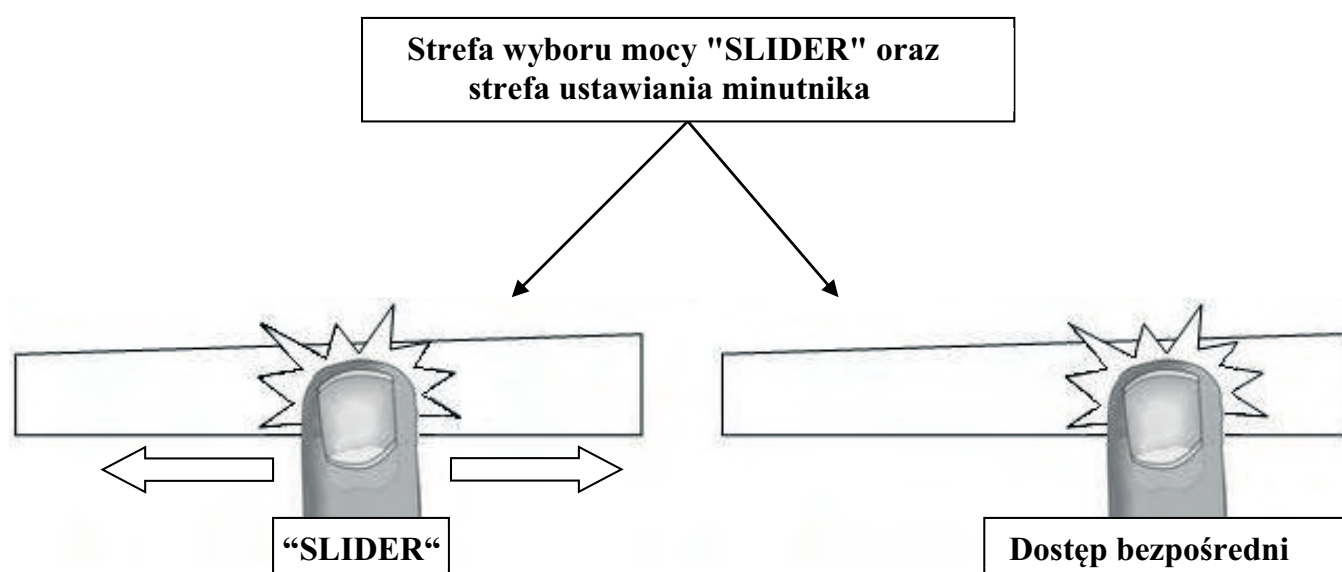 Strefa wyboru mocy "SLIDER" oraz
strefa ustawiania minutnika
“SLIDER“
Dostęp bezpośredni